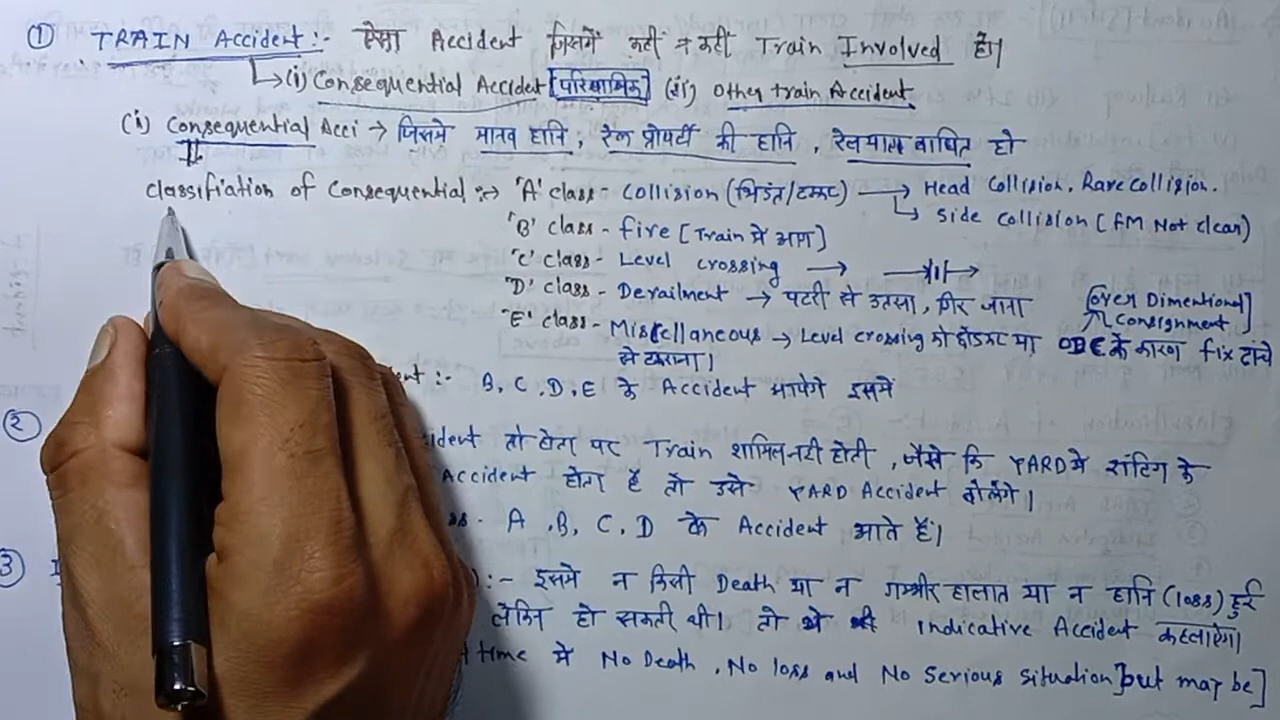 ① TRAIN Accident:- ऐसा Accident जिसमें कहीं न कहीं Train Involved हो।
↳(i) Consequential Accident [परिणामिक] (ii) Other train Accident
(i) Consequential Acci → जिसमे मानव हानि, रेल प्रोपर्टी की हानि, रेलयातायात बाधित हो
Classifiation of Consequential :→ 'A' class - Collision (भिडंत/टक्कर) → Head Collision. Rare Collision.
↳ Side Collision (FM Not clear)
'B' class - fire [Train मे आग]
'C' class - Level crossing →
'D' class - Derailment → पटरी से उतरना, गिर जाना [Over Dimentional
Consignment]
'E' class - Miscellaneous → Level crossing को छोड़कर या ODC के कारण fix ढांचे
से टकराना।
:- B, C, D, E के Accident आयेगे इसमें
②
तो होता पर Train शामिल नही होती, जैसे कि YARD मे शंटिग के
Accident होता है तो उसे YARD Accident बोलेंगे।
A, B, C, D के Accident आते हैं।
③ :- इसमे न किसी Death या न गम्भीर हालात या न हानि (loss) हुई
लेकिन हो सकती थी। तो Indicative Accident कहलाऐगा
time मे No Death, No loss and No Serious Situation] but may be]